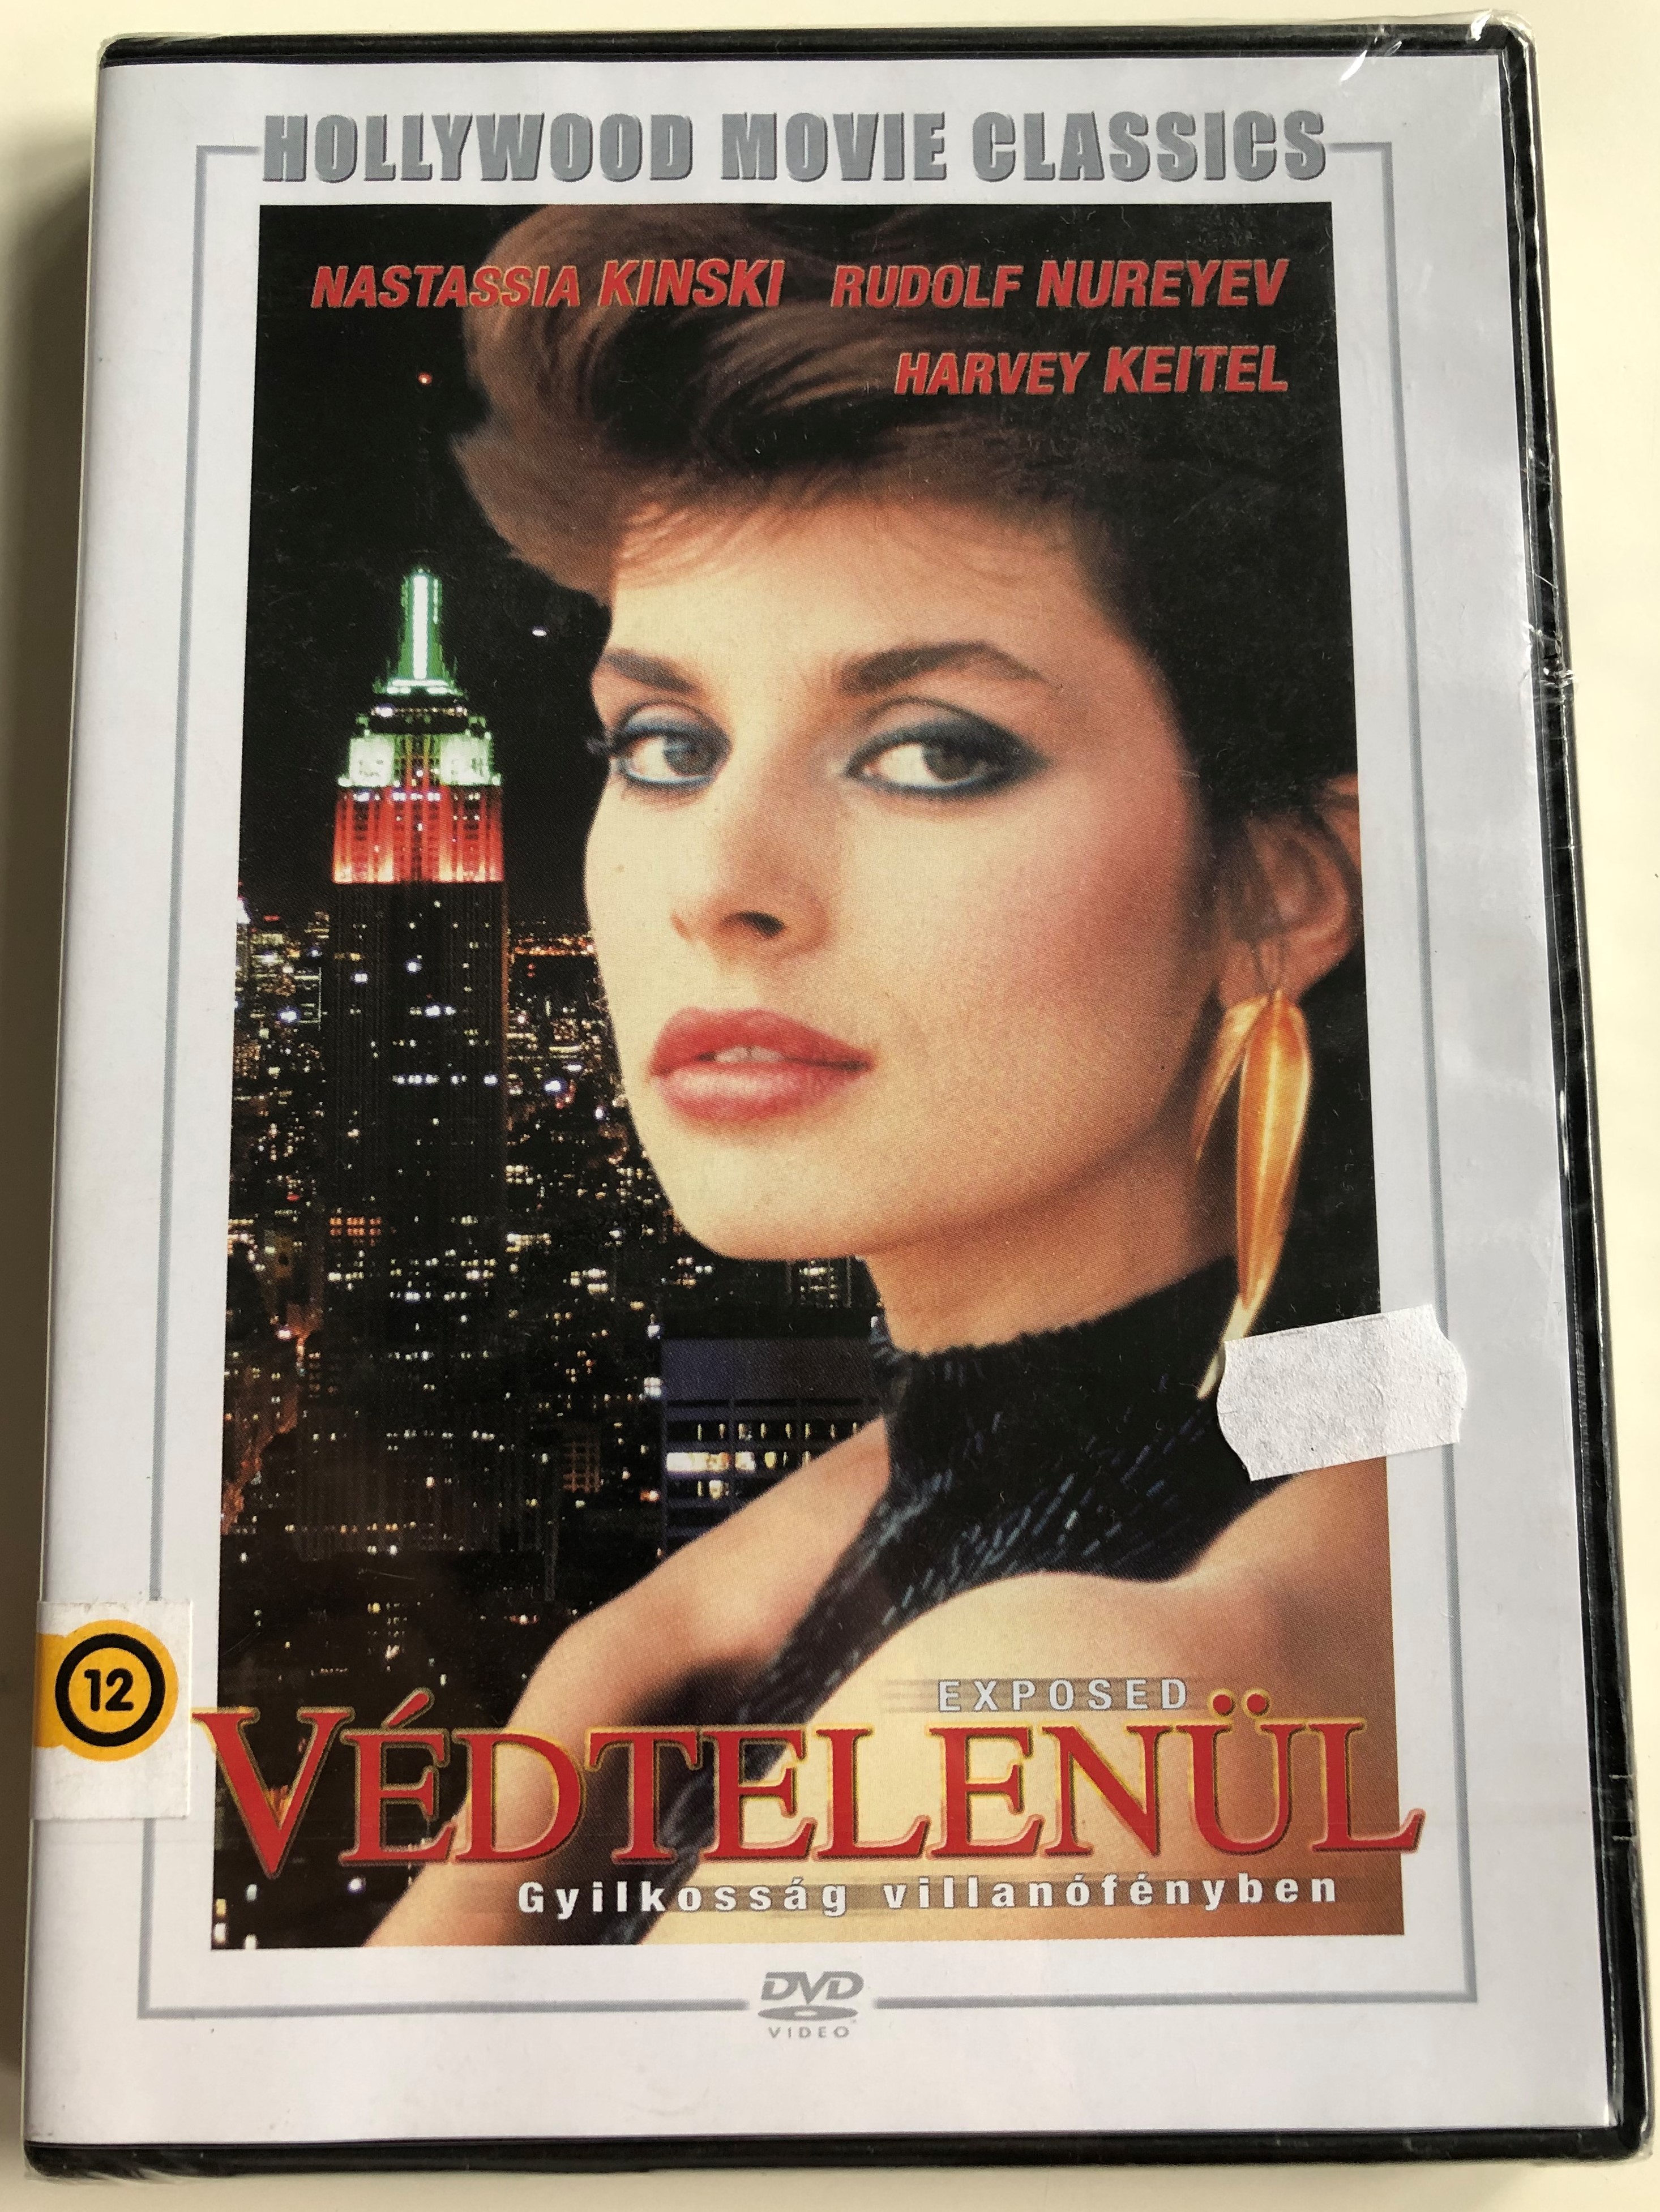 HOLLYWOOD MOVIE CLASSICS
NASTASSIA KINSKI RUDOLF NUREYEV
HARVEY KEITEL
12
EXPOSED
VÉDTELENÜL
Gyilkosság villanófényben
DVD
VIDEO